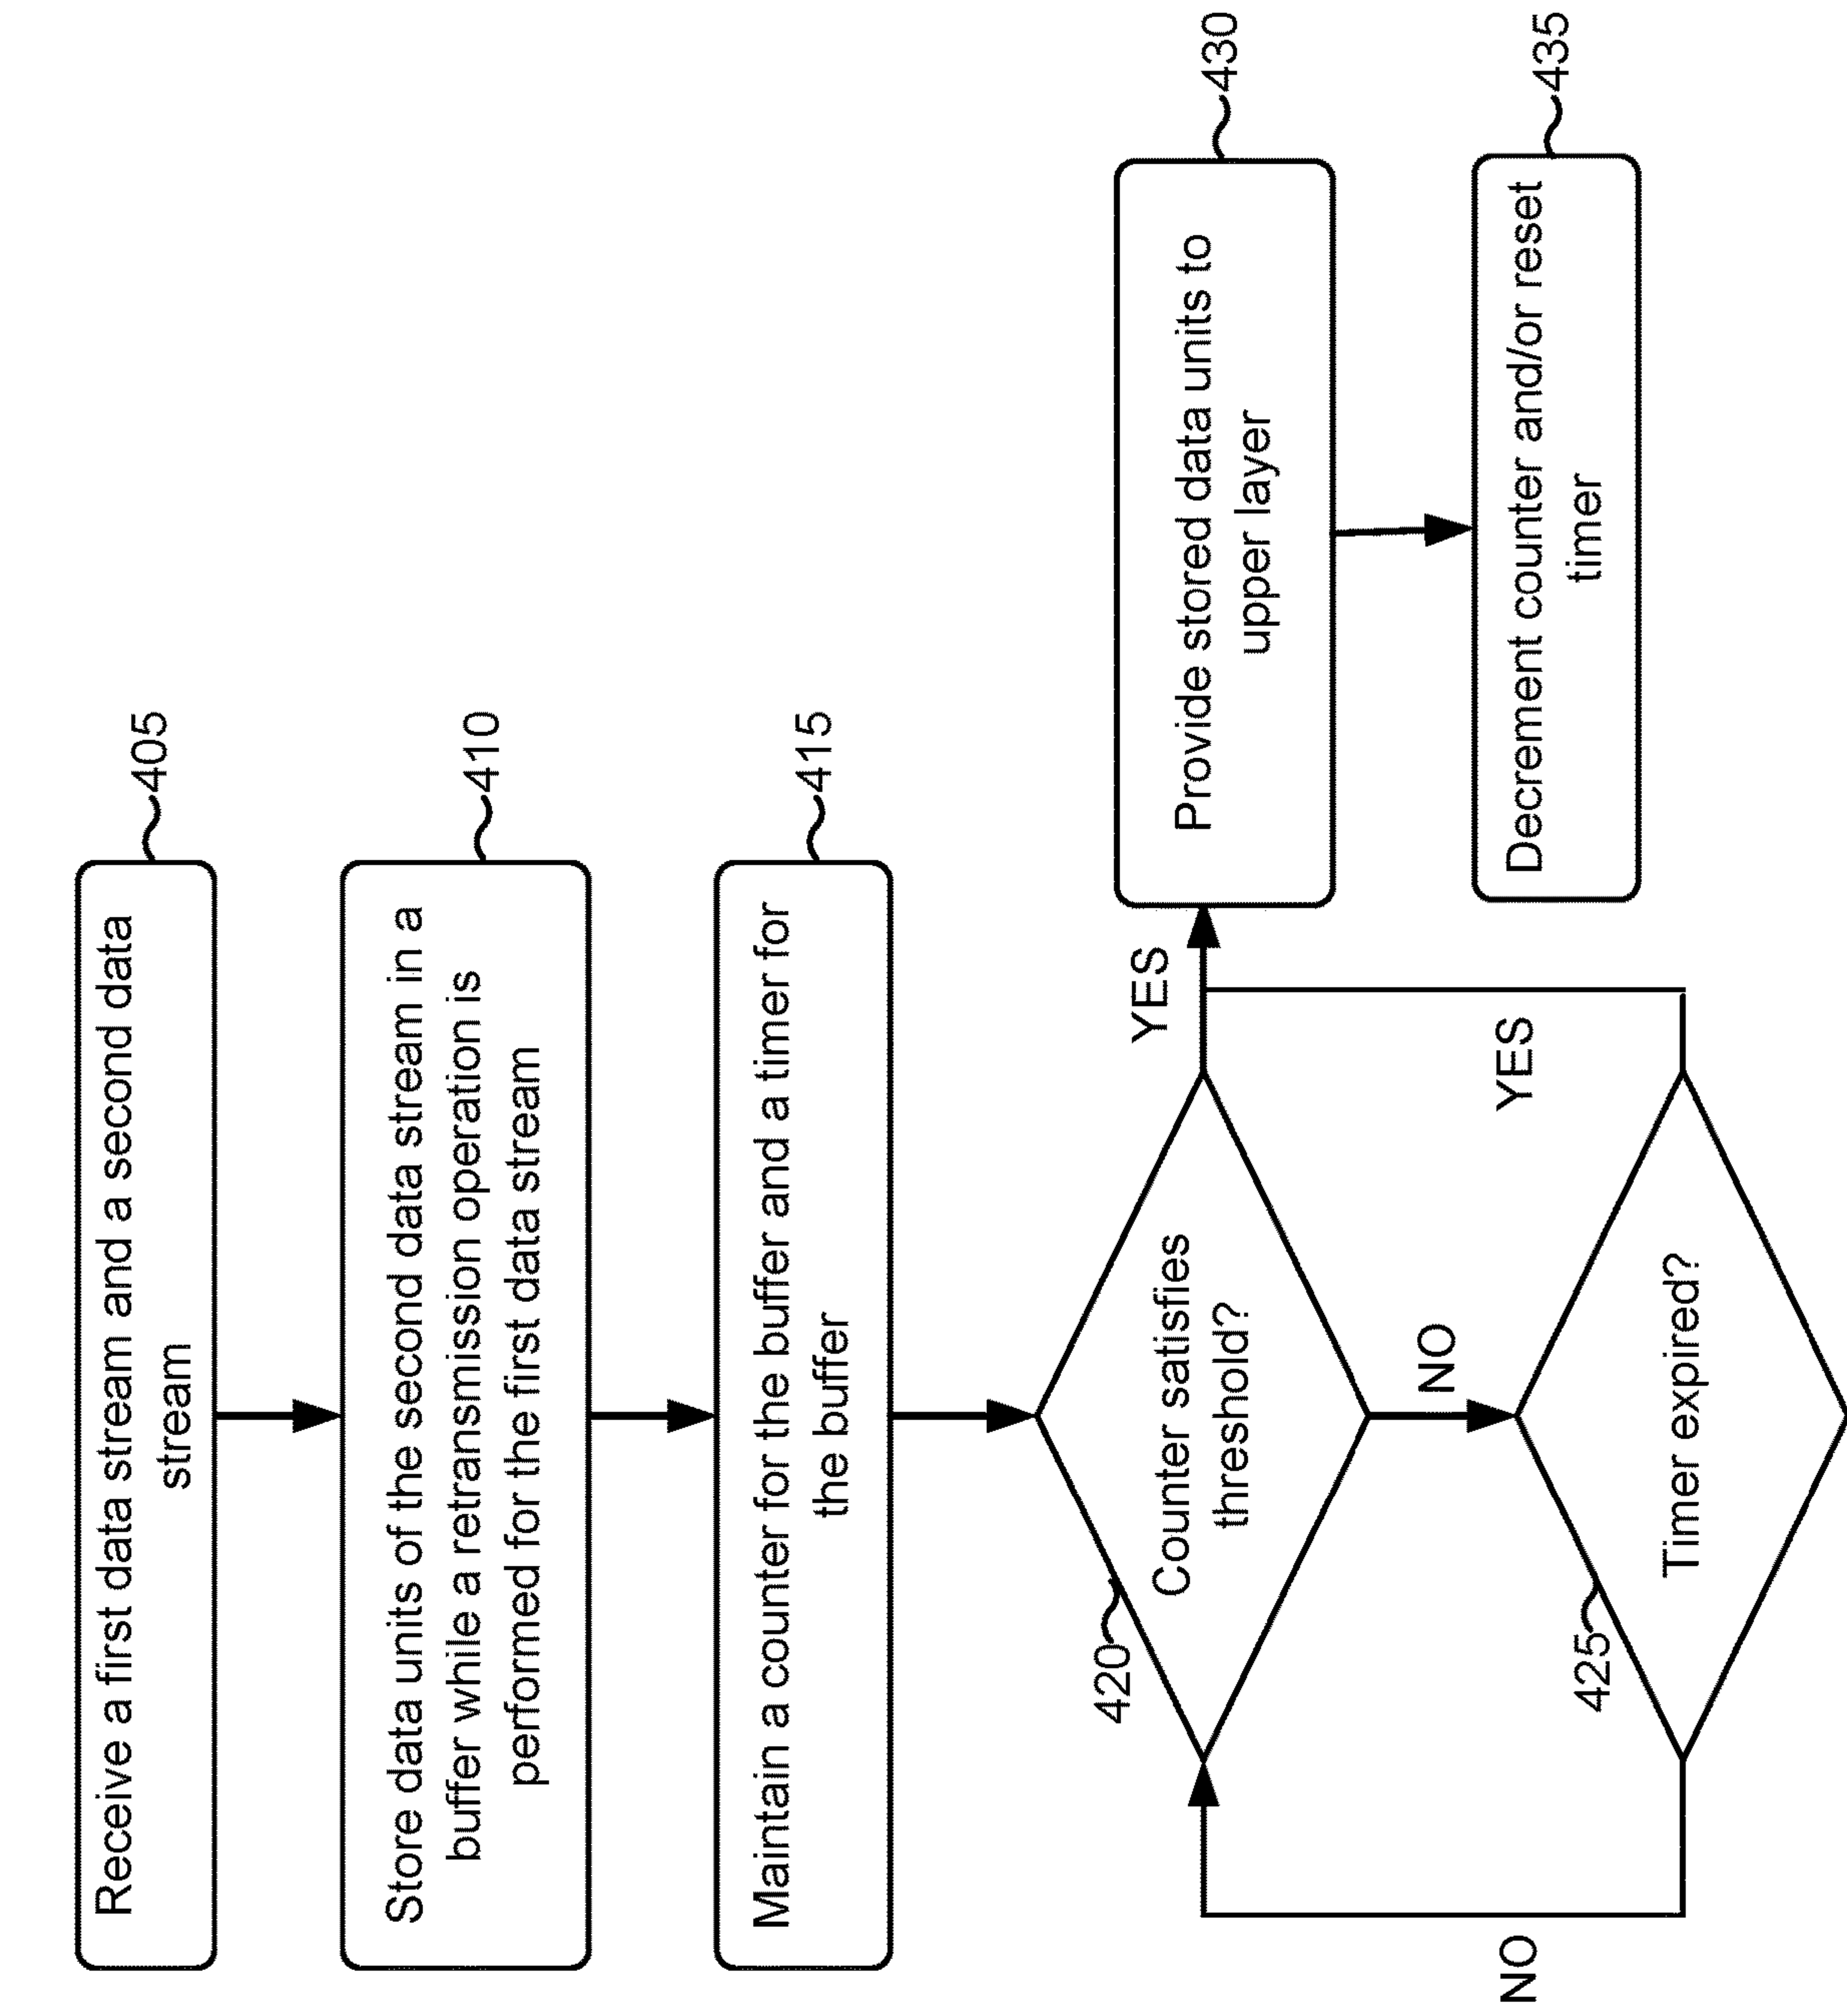 Receive a first data stream and a second data
stream
405
Store data units of the second data stream in a
buffer while a retransmission operation is
performed for the first data stream
410
Maintain a counter for the buffer and a timer for
the buffer
415
420
Counter satisfies
threshold?
YES
Provide stored data units to
upper layer
430
NO
Decrement counter and/or reset
timer
435
425
Timer expired?
YES
NO